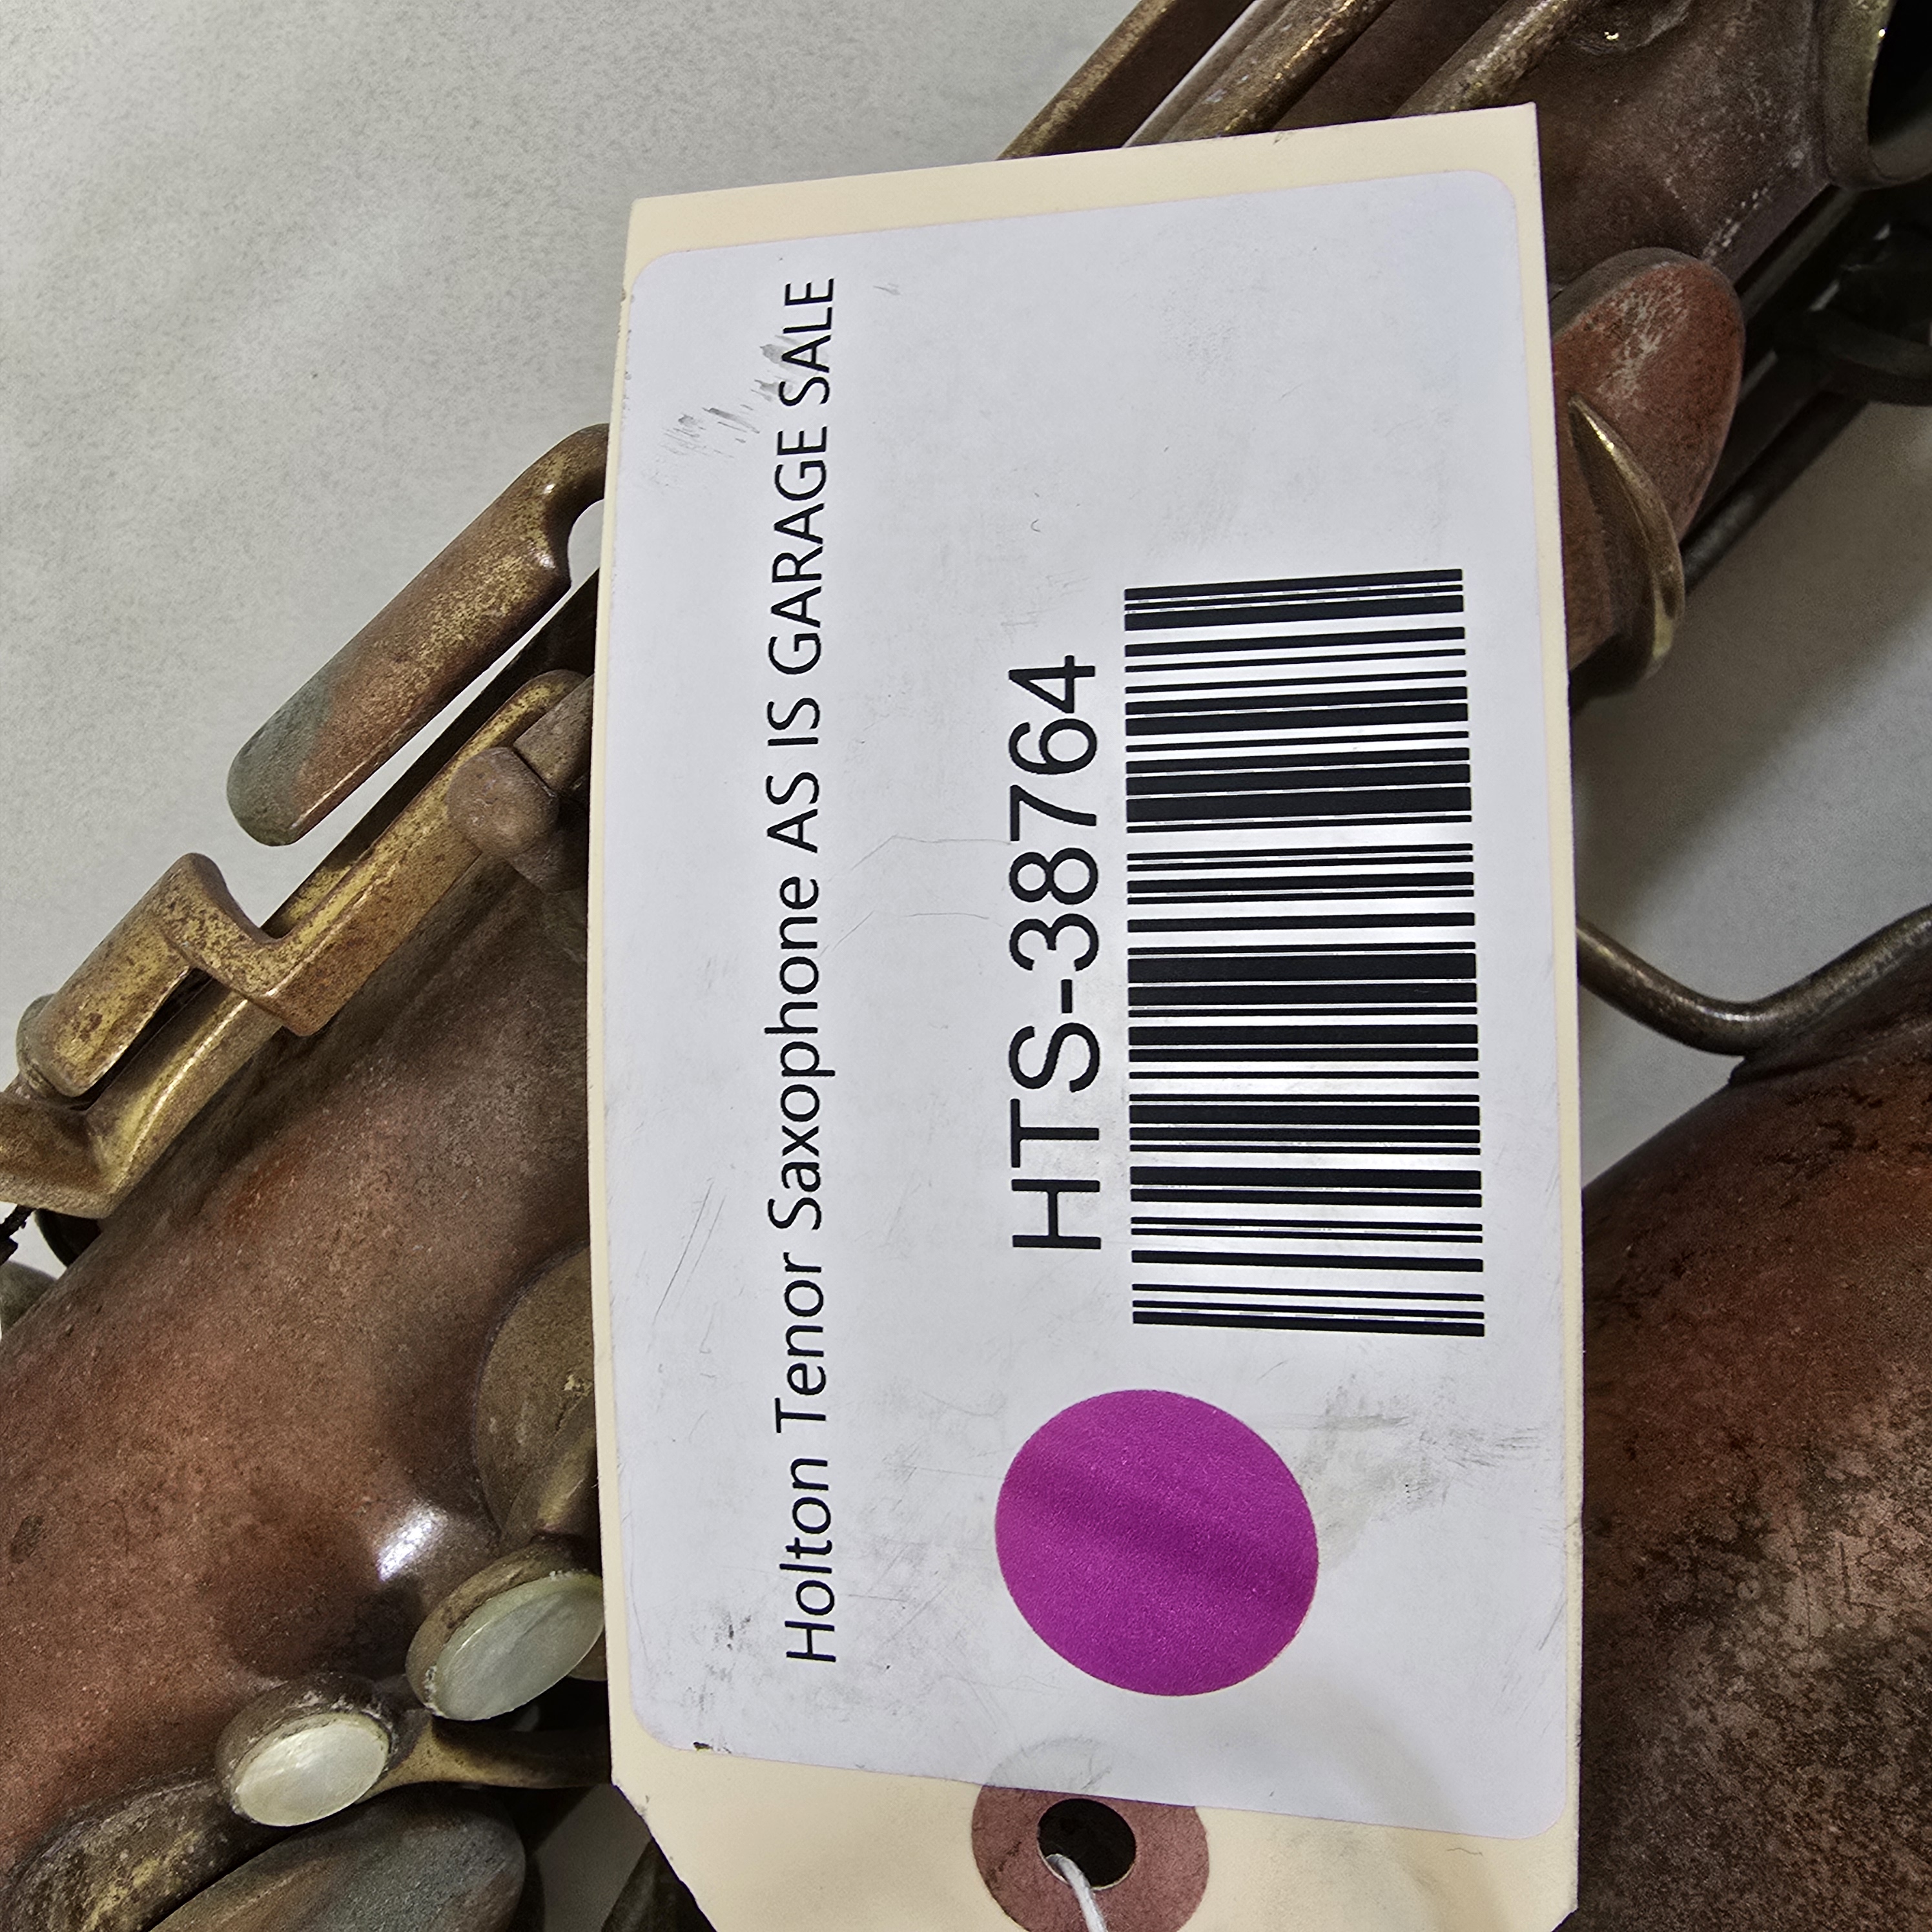 Holton Tenor Saxophone AS IS GARAGE SALE
HTS-38764